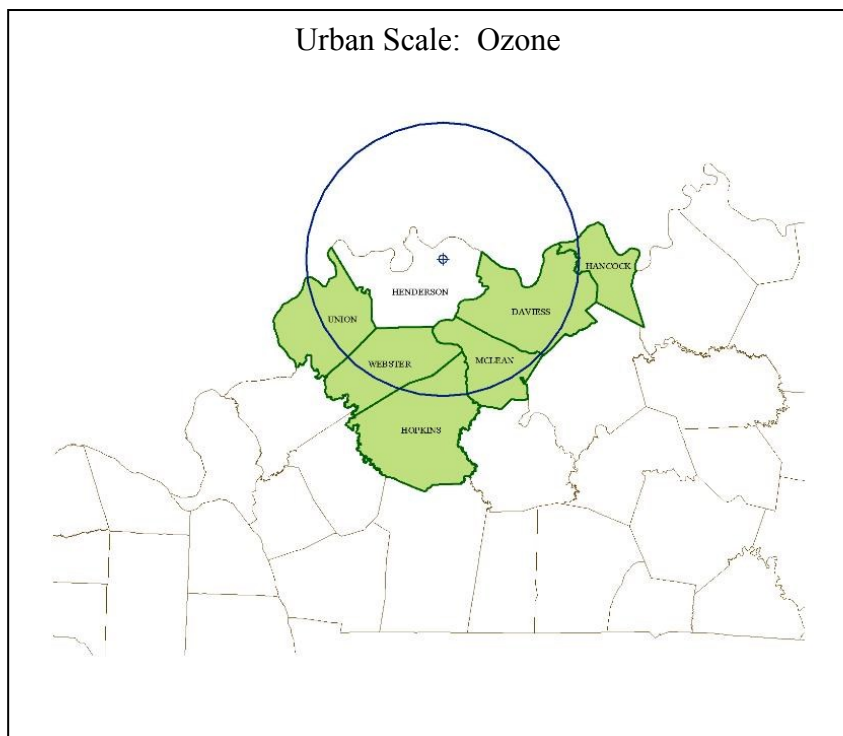 Urban Scale: Ozone
HANCOCK
HENDERSON
DAVIESS
UNION
WEBSTER
MCLEAN
HOPKINS